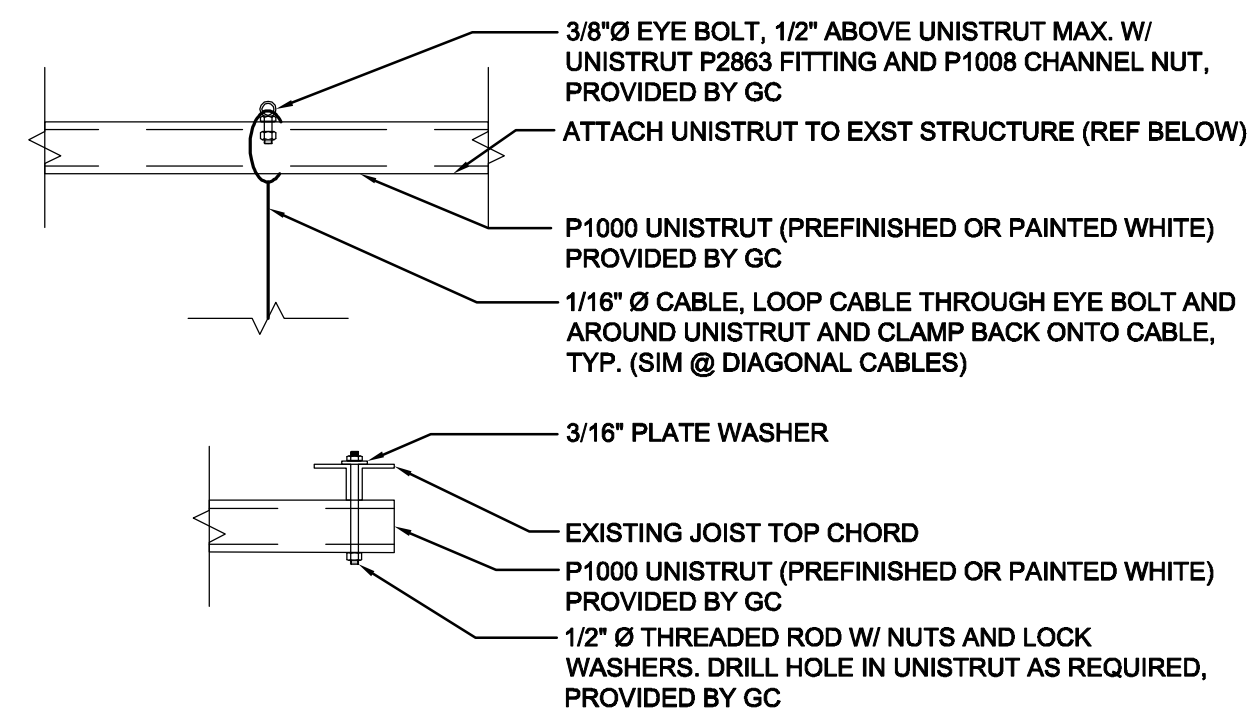 3/8"Ø EYE BOLT, 1/2" ABOVE UNISTRUT MAX. W/
UNISTRUT P2863 FITTING AND P1008 CHANNEL NUT,
PROVIDED BY GC
ATTACH UNISTRUT TO EXST STRUCTURE (REF BELOW)
P1000 UNISTRUT (PREFINISHED OR PAINTED WHITE)
PROVIDED BY GC
1/16" Ø CABLE, LOOP CABLE THROUGH EYE BOLT AND
AROUND UNISTRUT AND CLAMP BACK ONTO CABLE,
TYP. (SIM @ DIAGONAL CABLES)
3/16" PLATE WASHER
EXISTING JOIST TOP CHORD
P1000 UNISTRUT (PREFINISHED OR PAINTED WHITE)
PROVIDED BY GC
1/2" Ø THREADED ROD W/ NUTS AND LOCK
WASHERS. DRILL HOLE IN UNISTRUT AS REQUIRED,
PROVIDED BY GC